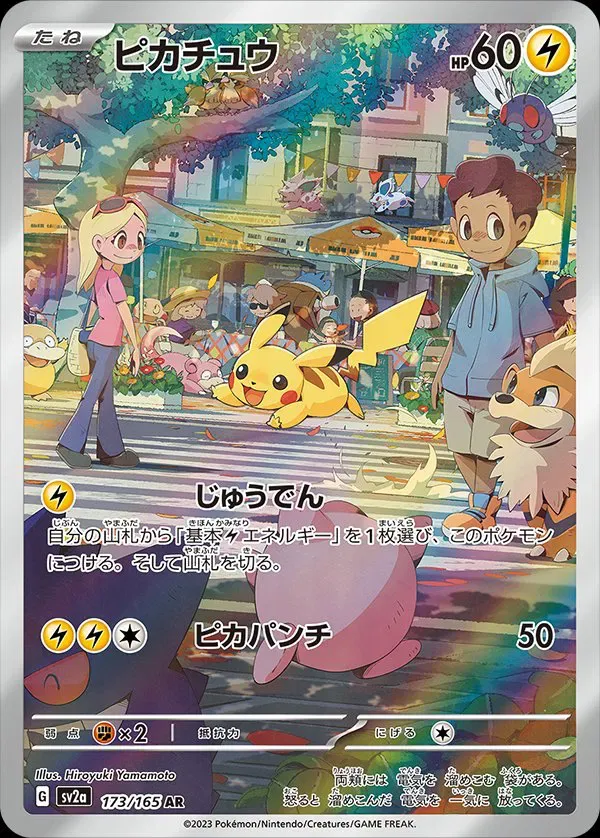 たね
ピカチュウ
HP60
じゅうでん
自分の山札から「基本エネルギー」を1枚選び、このポケモン
につける。そして山札を切る。
ピカパンチ 50
弱点 ×2 抵抗力 にげる
Illus. Hiroyuki Yamamoto
両頬には 電気を 溜めこむ 袋がある。
怒ると 溜めこんだ 電気を 一気に 放ってくる。
G sv2a 173/165 AR
©2023 Pokémon/Nintendo/Creatures/GAME FREAK.